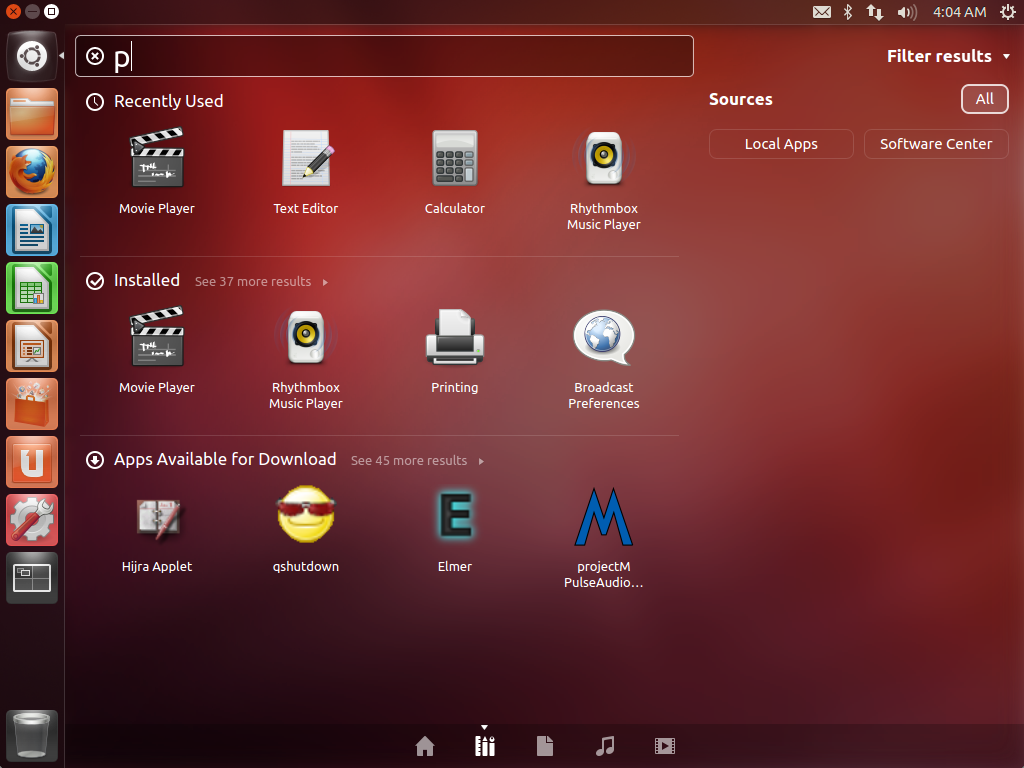 4:04 AM
p
Filter results
Recently Used
Sources
All
Local Apps
Software Center
Movie Player
Text Editor
Calculator
Rhythmbox
Music Player
Installed
See 37 more results
Movie Player
Rhythmbox
Music Player
Printing
Broadcast
Preferences
Apps Available for Download
See 45 more results
Hijra Applet
qshutdown
Elmer
projectM
PulseAudio…